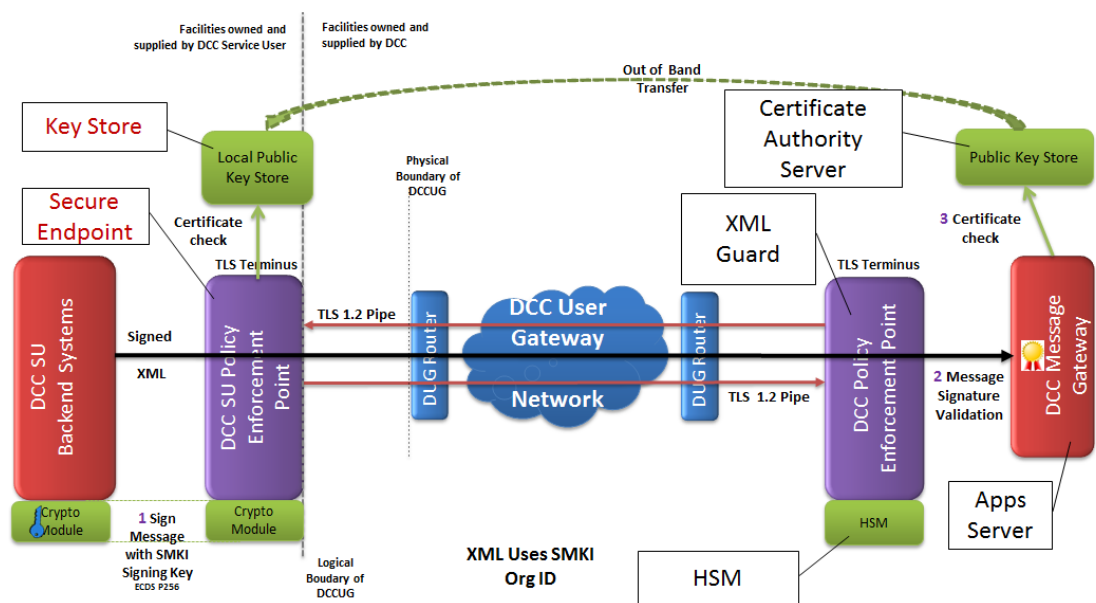 Facilities owned and
supplied by DCC Service User
Facilities owned and
supplied by DCC
Out of Band
Transfer
Key Store
Local Public
Key Store
Certificate
Authority
Server
Public Key Store
Physical
Boundary of
DCCUG
Secure
Endpoint
Certificate
check
XML
Guard
3 Certificate
check
TLS Terminus
TLS Terminus
DCC SU
Backend Systems
Signed
XML
DCC SU Policy
Enforcement
Point
TLS 1.2 Pipe
DUG Router
DCC User
Gateway
Network
DUG Router
TLS 1.2 Pipe
DCC Policy
Enforcement Point
2 Message
Signature
Validation
DCC Message
Gateway
Crypto
Module
1 Sign
Message
with SMKI
Signing Key
ECDS P256
Crypto
Module
HSM
Apps
Server
Logical
Boudary of
DCCUG
XML Uses SMKI
Org ID
HSM